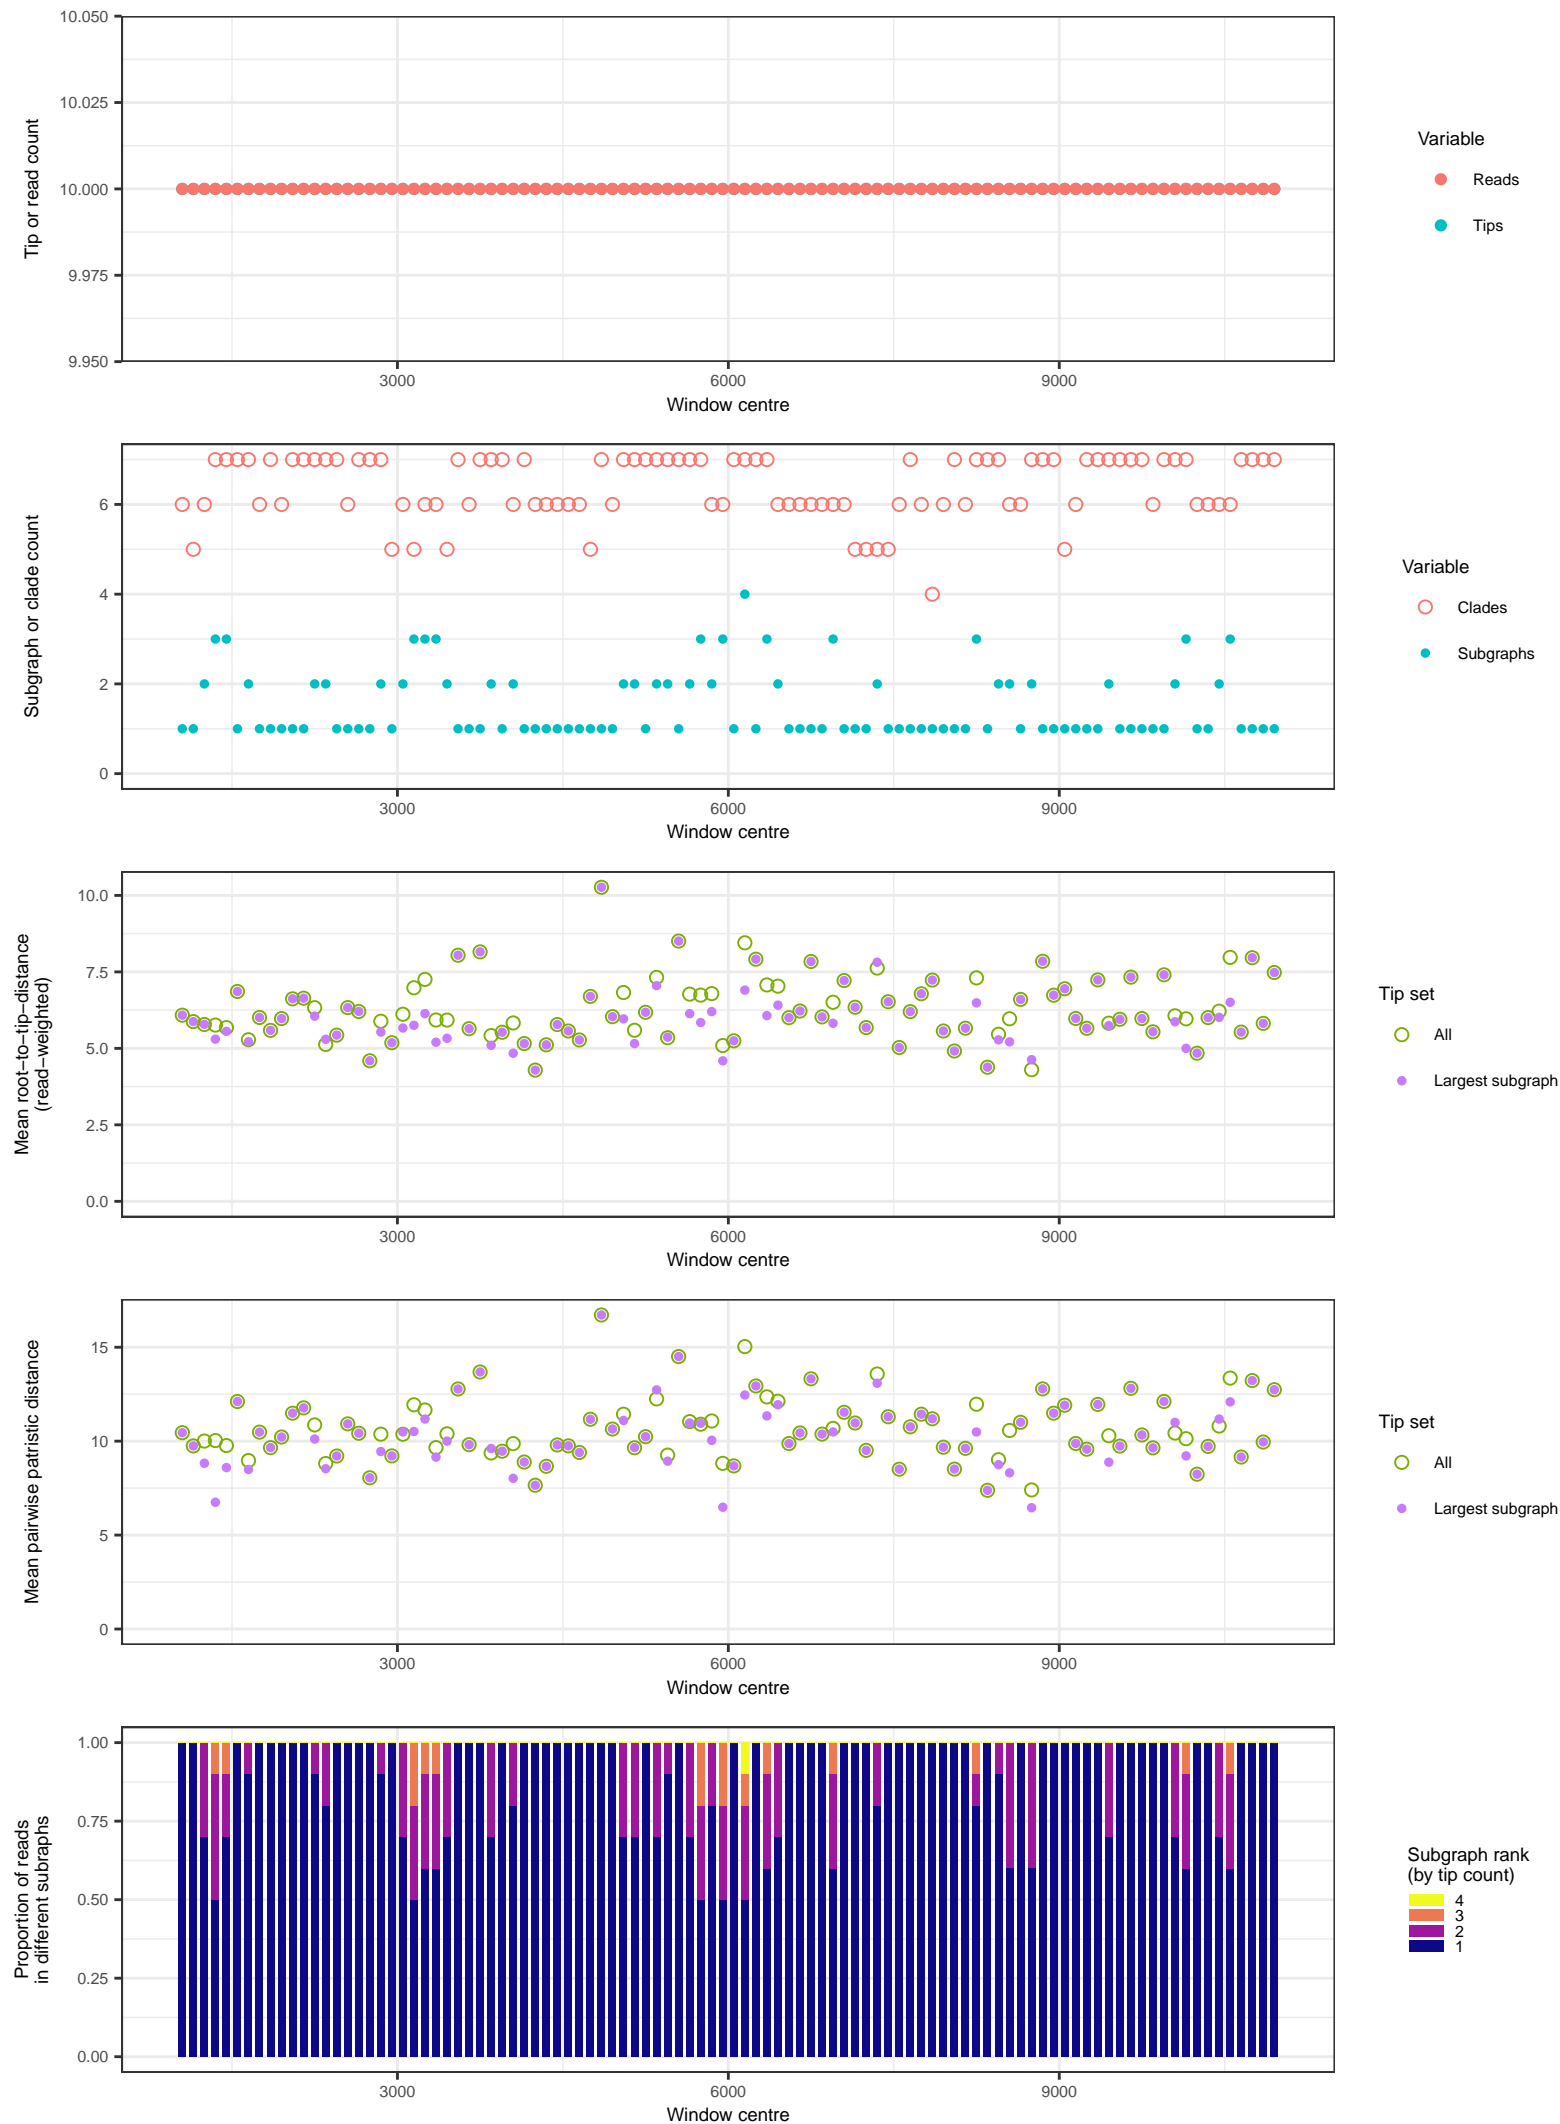 10.050
10.025
10.000
9.975
9.950
Tip or read count
3000 6000 9000
Window centre
Variable
Reads
Tips
6
4
2
0
Subgraph or clade count
3000 6000 9000
Window centre
Variable
Clades
Subgraphs
10.0
7.5
5.0
2.5
0.0
Mean root−to−tip−distance
(read−weighted)
3000 6000 9000
Window centre
Tip set
All
Largest subgraph
15
10
5
0
Mean pairwise patristic distance
3000 6000 9000
Window centre
Tip set
All
Largest subgraph
1.00
0.75
0.50
0.25
0.00
Proportion of reads
in different subraphs
3000 6000 9000
Window centre
Subgraph rank
(by tip count)
4
3
2
1